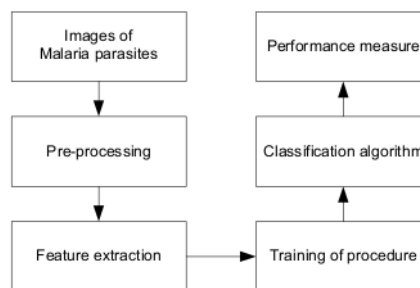 Images of
Malaria parasites
Pre-processing
Feature extraction
Training of procedure
Classification algorithm
Performance measure